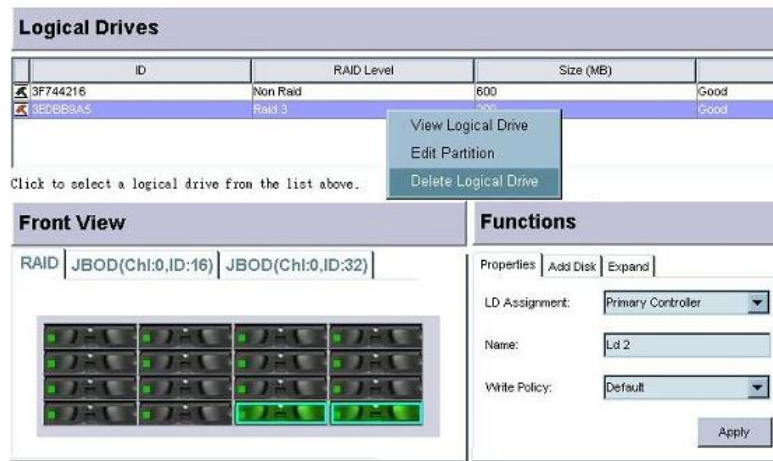 Logical Drives
ID RAID Level Size (MB)
3F744216 Non Raid 600 Good
3EDBB9A5 Raid 3 200 Good
View Logical Drive
Edit Partition
Delete Logical Drive
Click to select a logical drive from the list above.
Front View
RAID JBOD(Chl:0,ID:16) JBOD(Chl:0,ID:32)
Functions
Properties Add Disk Expand
LD Assignment: Primary Controller
Name: Ld 2
Write Policy: Default
Apply